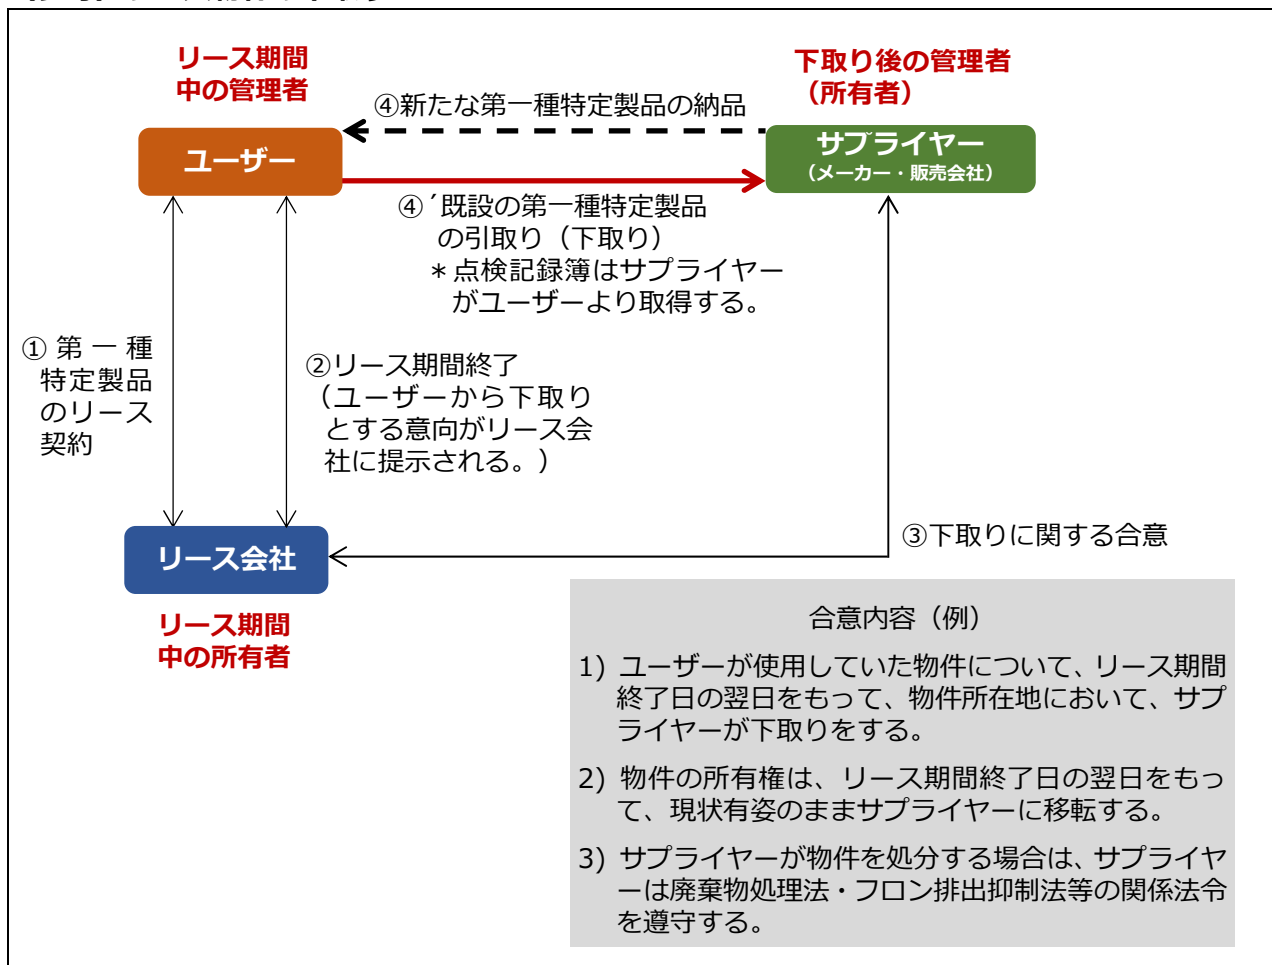 リース期間
中の管理者
下取り後の管理者
（所有者）
④新たな第一種特定製品の納品
ユーザー
サプライヤー
（メーカー・販売会社）
④´既設の第一種特定製品
の引取り（下取り）
＊点検記録簿はサプライヤー
がユーザーより取得する。
①第一種
特定製品
のリース
契約
②リース期間終了
（ユーザーから下取り
とする意向がリース会
社に提示される。）
③下取りに関する合意
リース会社
リース期間
中の所有者
合意内容（例）
1) ユーザーが使用していた物件について、リース期間
終了日の翌日をもって、物件所在地において、サプ
ライヤーが下取りをする。
2) 物件の所有権は、リース期間終了日の翌日をもっ
て、現状有姿のままサプライヤーに移転する。
3) サプライヤーが物件を処分する場合は、サプライヤ
ーは廃棄物処理法・フロン排出抑制法等の関係法令
を遵守する。